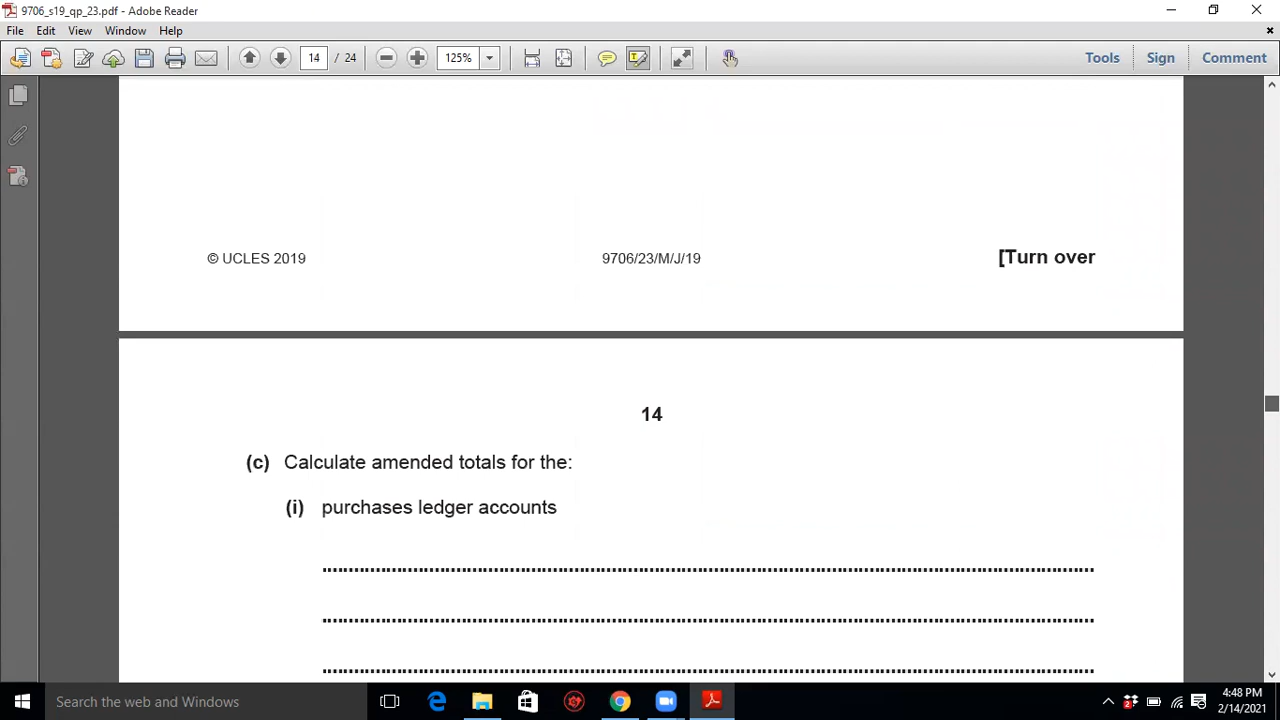 9706_s19_qp_23.pdf - Adobe Reader
File Edit View Window Help
14 / 24 125% Tools Sign Comment
© UCLES 2019 9706/23/M/J/19 [Turn over
14
(c) Calculate amended totals for the:
(i) purchases ledger accounts
Search the web and Windows
4:48 PM
2/14/2021